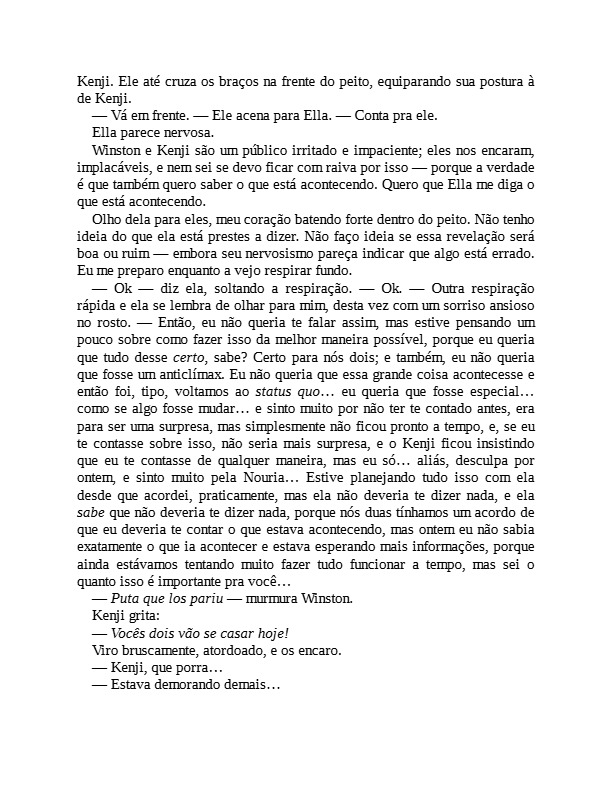 Kenji. Ele até cruza os braços na frente do peito, equiparando sua postura à
de Kenji.
— Vá em frente. — Ele acena para Ella. — Conta pra ele.
Ella parece nervosa.
Winston e Kenji são um público irritado e impaciente; eles nos encaram,
implacáveis, e nem sei se devo ficar com raiva por isso — porque a verdade
é que também quero saber o que está acontecendo. Quero que Ella me diga o
que está acontecendo.
Olho dela para eles, meu coração batendo forte dentro do peito. Não tenho
ideia do que ela está prestes a dizer. Não faço ideia se essa revelação será
boa ou ruim — embora seu nervosismo pareça indicar que algo está errado.
Eu me preparo enquanto a vejo respirar fundo.
— Ok — diz ela, soltando a respiração. — Ok. — Outra respiração
rápida e ela se lembra de olhar para mim, desta vez com um sorriso ansioso
no rosto. — Então, eu não queria te falar assim, mas estive pensando um
pouco sobre como fazer isso da melhor maneira possível, porque eu queria
que tudo desse certo, sabe? Certo para nós dois; e também, eu não queria
que fosse um anticlímax. Eu não queria que essa grande coisa acontecesse e
então foi, tipo, voltamos ao status quo… eu queria que fosse especial…
como se algo fosse mudar… e sinto muito por não ter te contado antes, era
para ser uma surpresa, mas simplesmente não ficou pronto a tempo, e, se eu
te contasse sobre isso, não seria mais surpresa, e o Kenji ficou insistindo
que eu te contasse de qualquer maneira, mas eu só… aliás, desculpa por
ontem, e sinto muito pela Nouria… Estive planejando tudo isso com ela
desde que acordei, praticamente, mas ela não deveria te dizer nada, e ela
sabe que não deveria te dizer nada, porque nós duas tínhamos um acordo de
que eu deveria te contar o que estava acontecendo, mas ontem eu não sabia
exatamente o que ia acontecer e estava esperando mais informações, porque
ainda estávamos tentando muito fazer tudo funcionar a tempo, mas sei o
quanto isso é importante pra você…
— Puta que los pariu — murmura Winston.
Kenji grita:
— Vocês dois vão se casar hoje!
Viro bruscamente, atordoado, e os encaro.
— Kenji, que porra…
— Estava demorando demais…